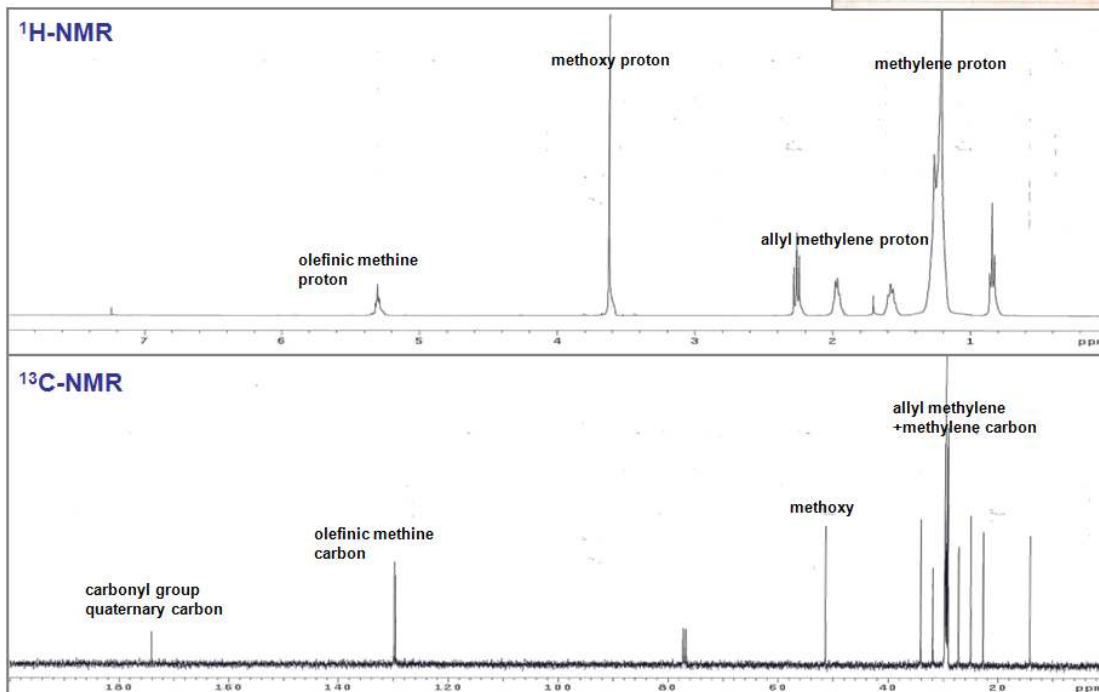 ¹H-NMR
methoxy proton
methylene proton
allyl methylene proton
olefinic methine
proton
7 6 5 4 3 2 1 ppm
¹³C-NMR
allyl methylene
+methylene carbon
methoxy
olefinic methine
carbon
carbonyl group
quaternary carbon
180 160 140 120 100 80 60 40 20 ppm